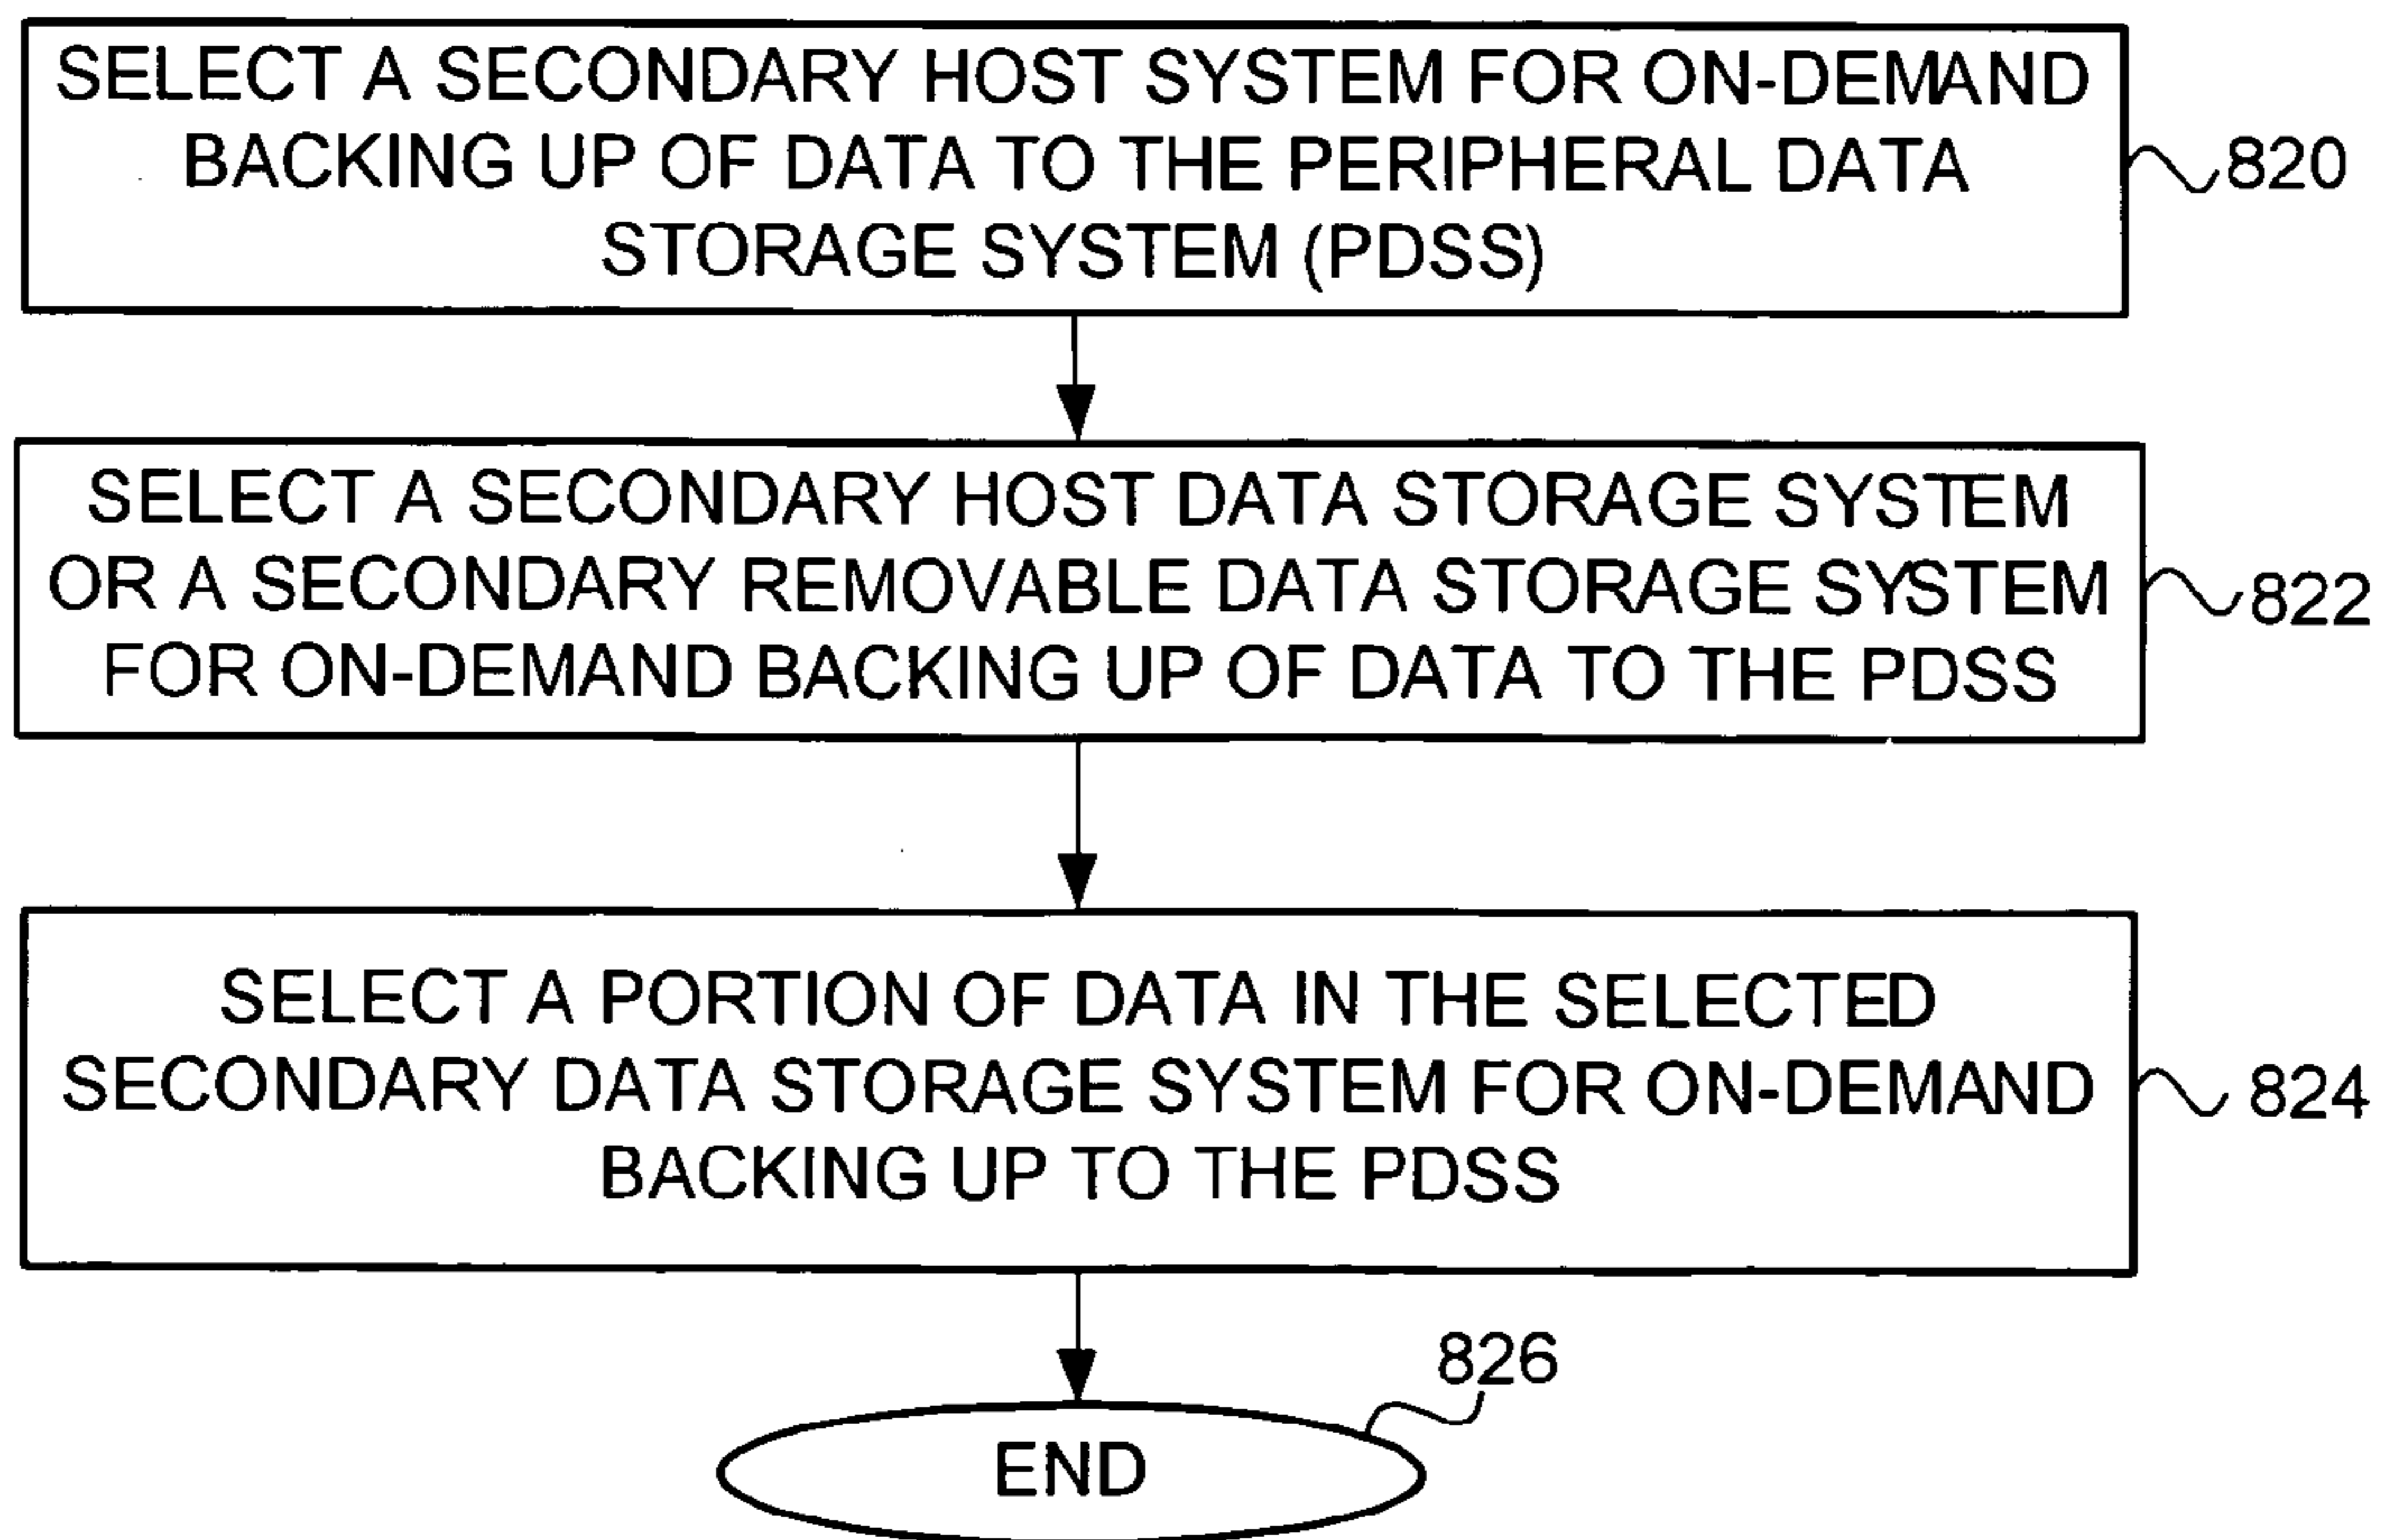 SELECT A SECONDARY HOST SYSTEM FOR ON-DEMAND
BACKING UP OF DATA TO THE PERIPHERAL DATA
STORAGE SYSTEM (PDSS)
820
SELECT A SECONDARY HOST DATA STORAGE SYSTEM
OR A SECONDARY REMOVABLE DATA STORAGE SYSTEM
FOR ON-DEMAND BACKING UP OF DATA TO THE PDSS
822
SELECT A PORTION OF DATA IN THE SELECTED
SECONDARY DATA STORAGE SYSTEM FOR ON-DEMAND
BACKING UP TO THE PDSS
824
826
END